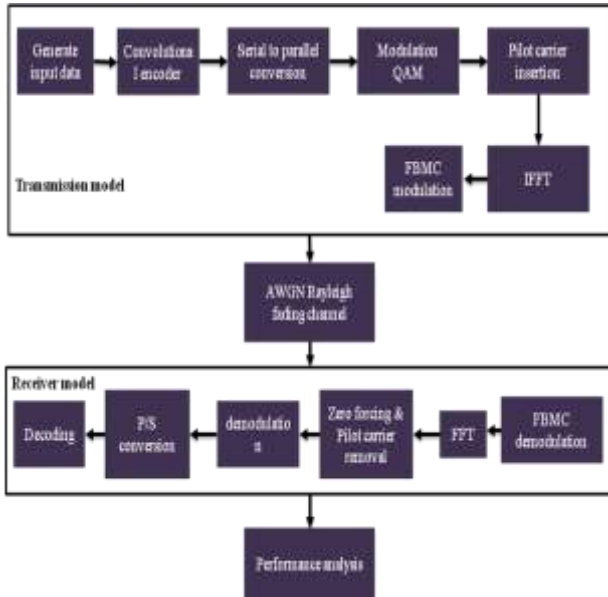 Generate
input data
Convolutiona
l encoder
Serial to parallel
conversion
Modulation
QAM
Pilot carrier
insertion
FBMC
modulation
IFFT
Transmission model
AWGN Rayleigh
fading channel
Receiver model
Decoding
P/S
conversion
demodulatio
n
Zero forcing &
Pilot carrier
removal
FFT
FBMC
demodulation
Performance analysis